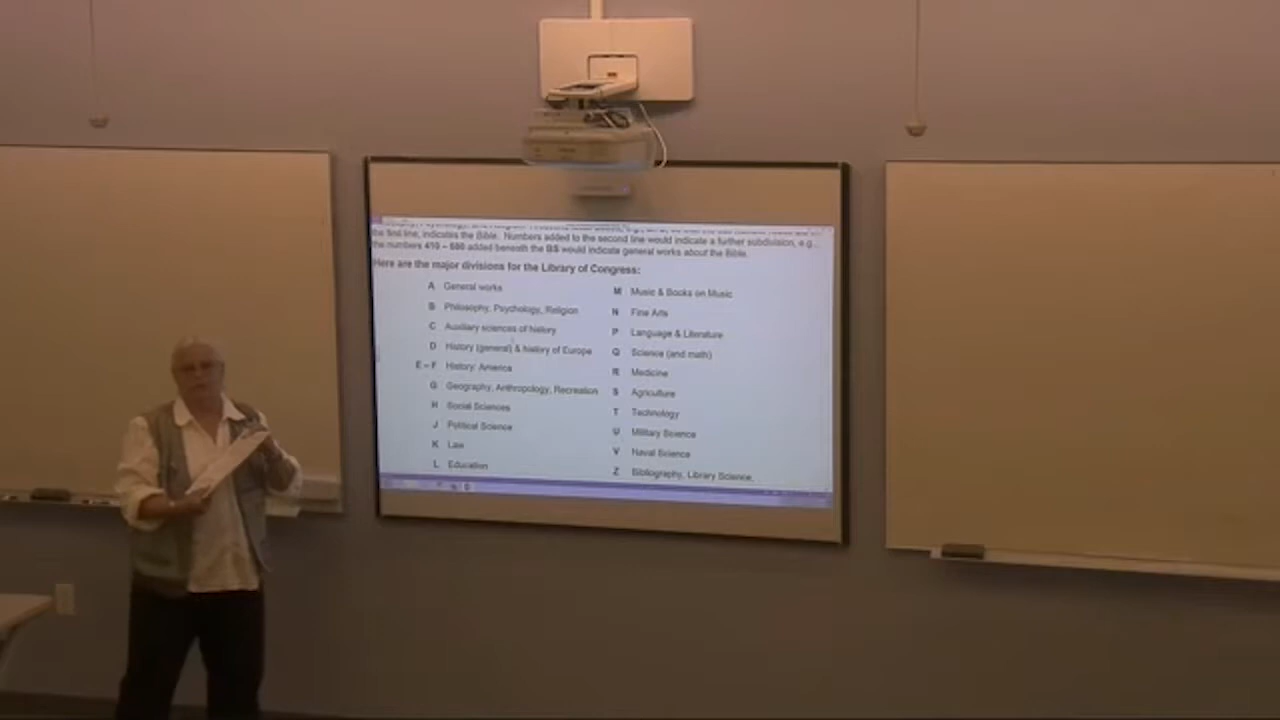 the first line, indicates the Bible. Numbers added to the second line would indicate a further subdivision, e.g.,
the numbers 410 – 680 added beneath the BS would indicate general works about the Bible.
Here are the major divisions for the Library of Congress:
A General works
B Philosophy, Psychology, Religion
C Auxiliary sciences of history
D History (general) & history of Europe
E – F History: America
G Geography, Anthropology, Recreation
H Social Sciences
J Political Science
K Law
L Education
M Music & Books on Music
N Fine Arts
P Language & Literature
Q Science (and math)
R Medicine
S Agriculture
T Technology
U Military Science
V Naval Science
Z Bibliography, Library Science,